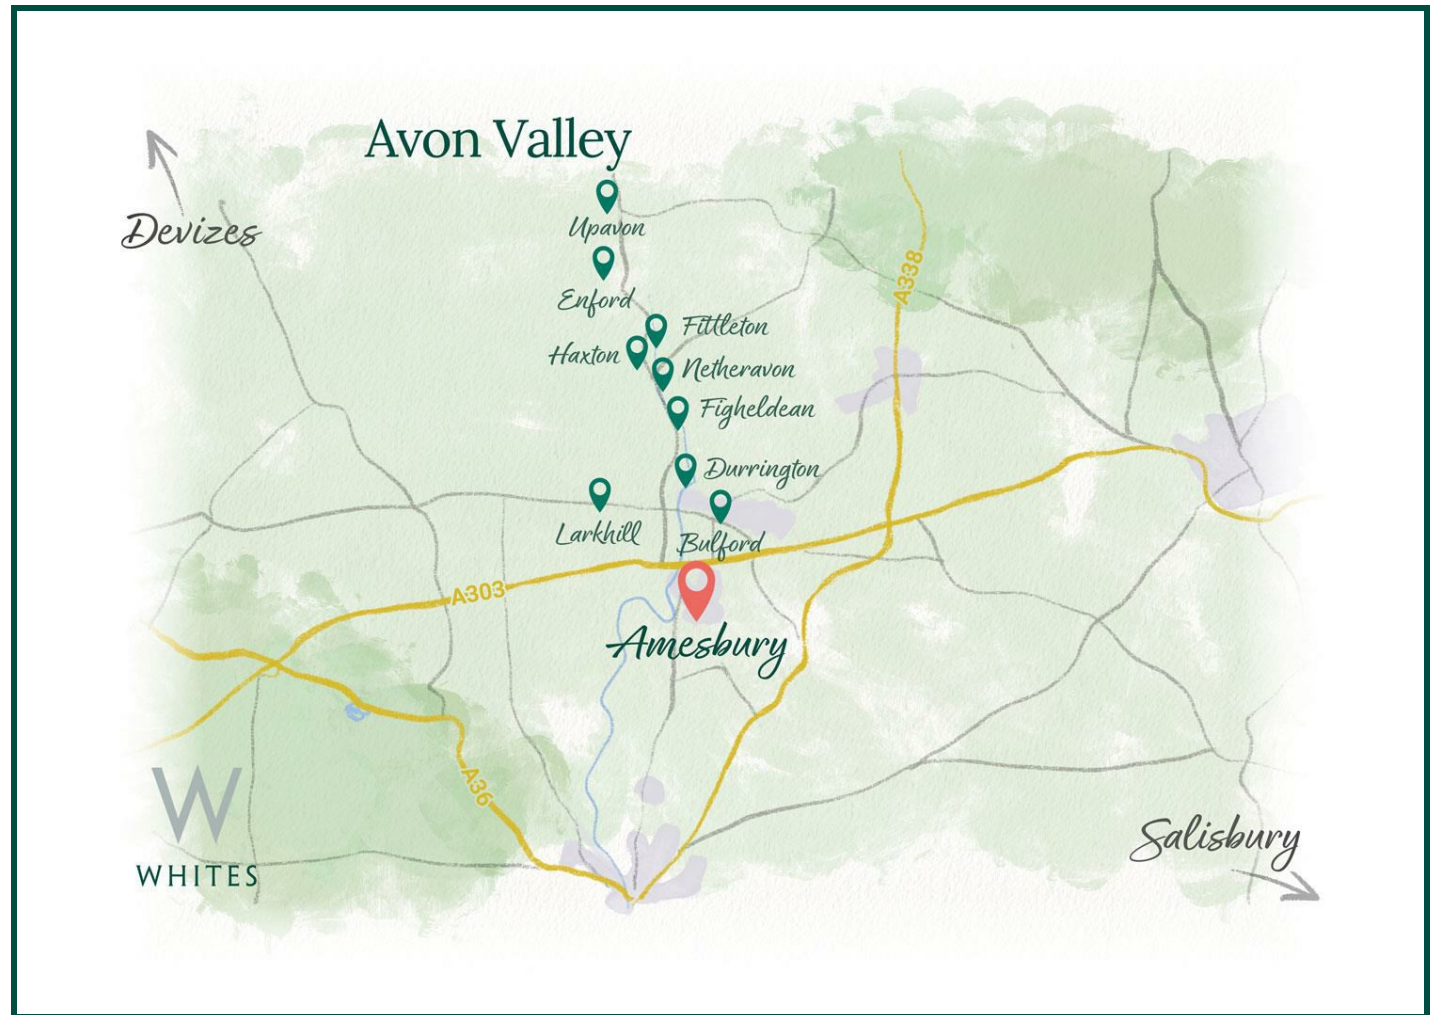 Avon Valley
Devizes
Upavon
Enford
A338
Fittleton
Haxton
Netheravon
Figheldean
Durrington
Larkhill
Bulford
A303
Amesbury
A36
W
WHITES
Salisbury